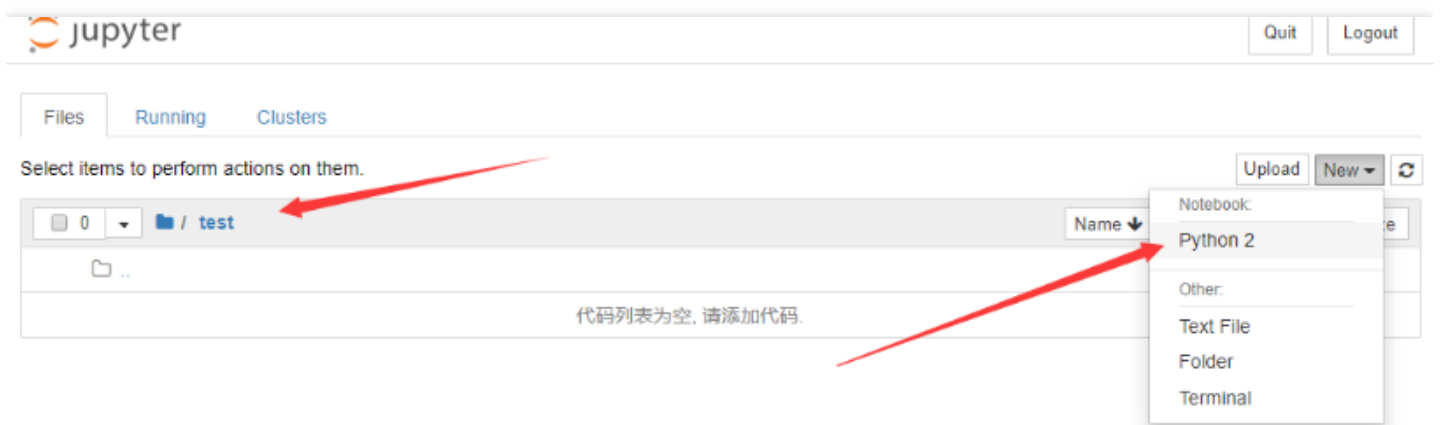 jupyter
Quit Logout
Files Running Clusters
Select items to perform actions on them.
Upload New
0 / test
Name
Notebook:
Python 2
..
Other:
代码列表为空, 请添加代码.
Text File
Folder
Terminal